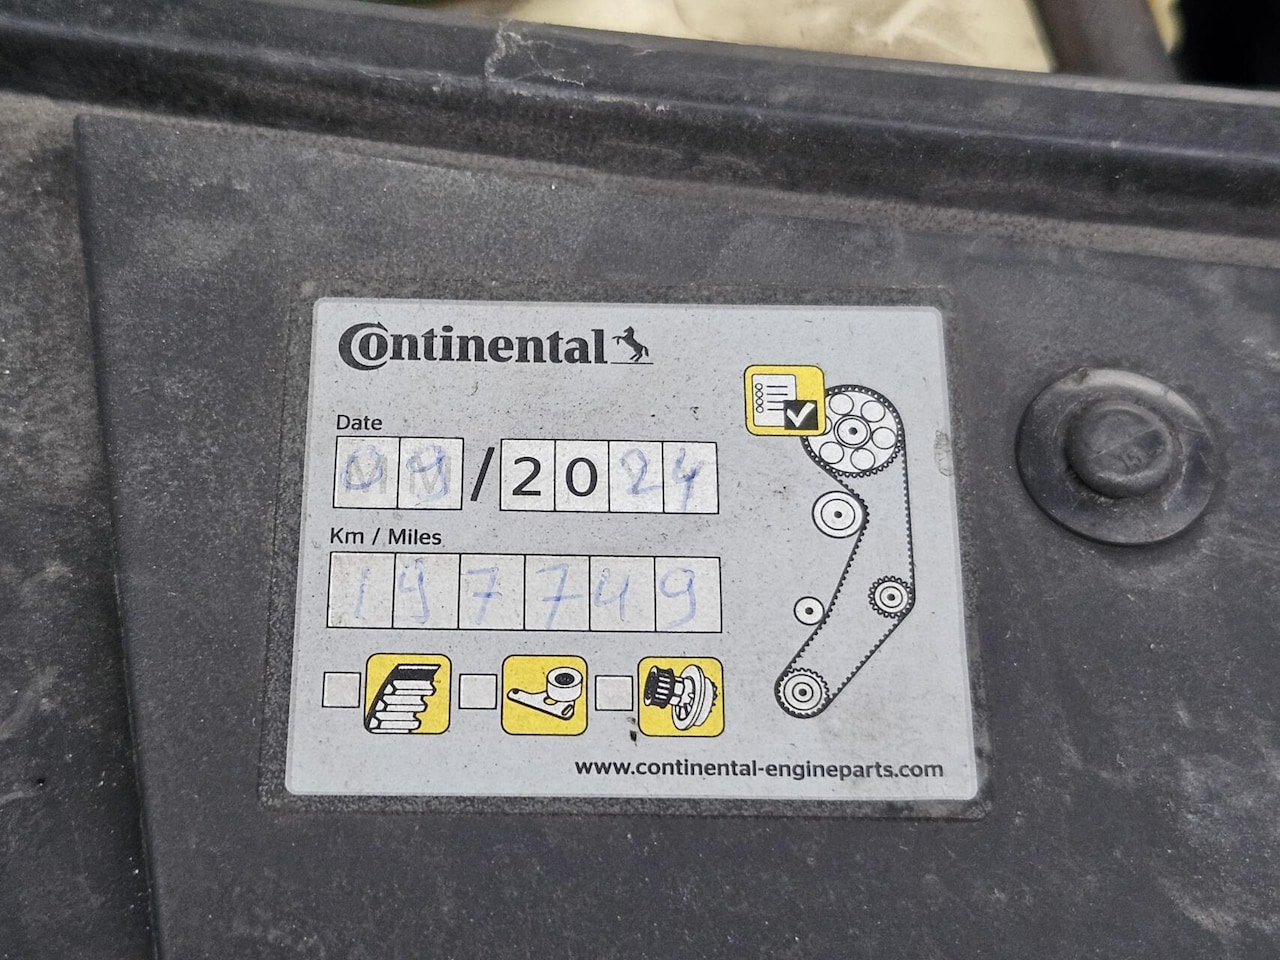 Continental
Date
09/2024
Km / Miles
197749
www.continental-engineparts.com